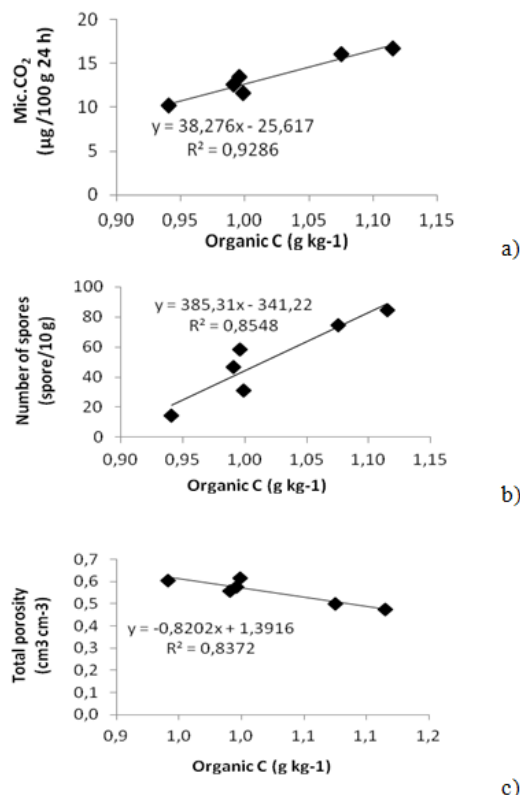 20
15
10
5
0
Mic.CO2
(µg /100 g 24 h)
y = 38,276x - 25,617
R² = 0,9286
0,90 0,95 1,00 1,05 1,10 1,15
Organic C (g kg-1)
a)
100
80
60
40
20
0
Number of spores
(spore/10 g)
y = 385,31x - 341,22
R² = 0,8548
0,90 0,95 1,00 1,05 1,10 1,15
Organic C (g kg-1)
b)
0,7
0,6
0,5
0,4
0,3
0,2
0,1
0,0
Total porosity
(cm3 cm-3)
y = -0,8202x + 1,3916
R² = 0,8372
0,9 1,0 1,0 1,1 1,1 1,2
Organic C (g kg-1)
c)